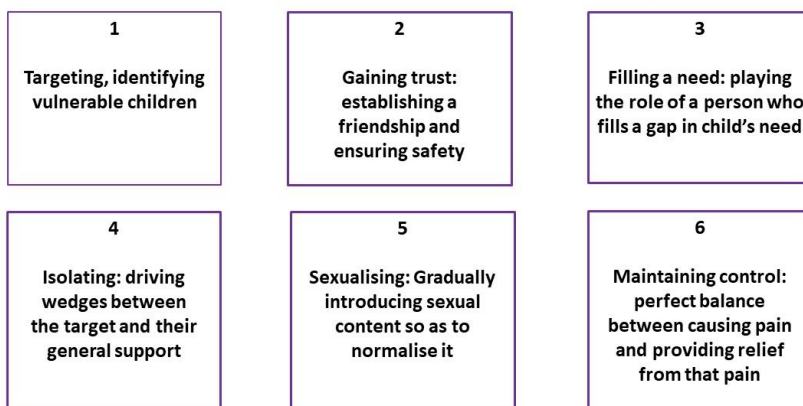 1
Targeting, identifying
vulnerable children
2
Gaining trust:
establishing a
friendship and
ensuring safety
3
Filling a need: playing
the role of a person who
fills a gap in child's need
4
Isolating: driving
wedges between
the target and their
general support
5
Sexualising: Gradually
introducing sexual
content so as to
normalise it
6
Maintaining control:
perfect balance
between causing pain
and providing relief
from that pain